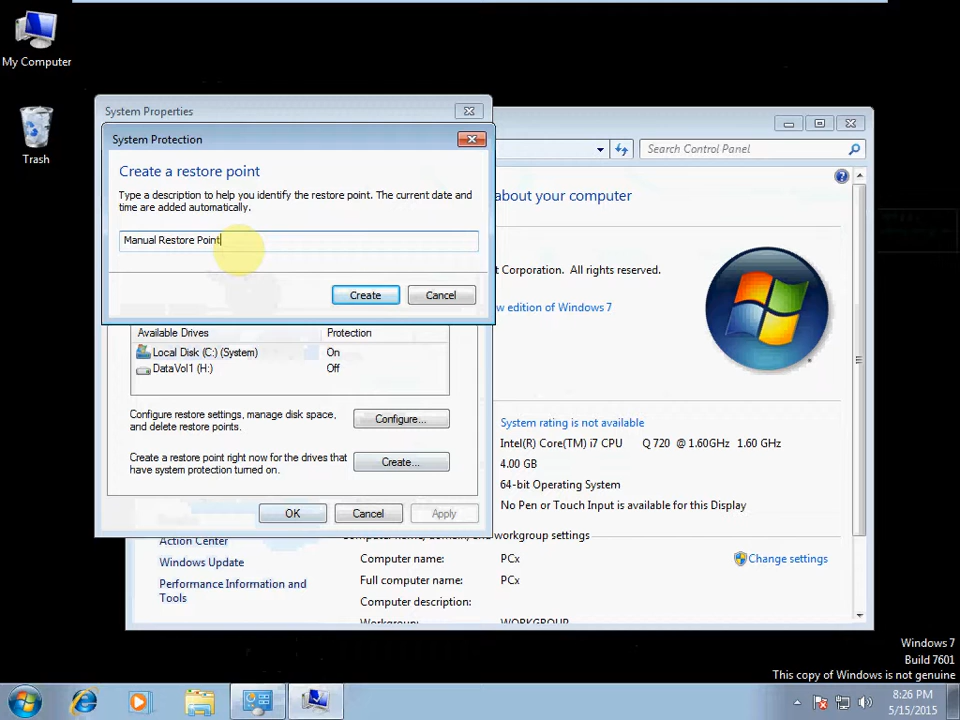 My Computer
Trash
System Properties
System Protection
Create a restore point
Type a description to help you identify the restore point. The current date and
time are added automatically.
Manual Restore Point
Create
Cancel
Available Drives
Protection
Local Disk (C:) (System)
On
DataVol1 (H:)
Off
Configure restore settings, manage disk space,
and delete restore points.
Configure...
Create a restore point right now for the drives that
have system protection turned on.
Create...
OK
Cancel
Apply
Search Control Panel
about your computer
Corporation. All rights reserved.
edition of Windows 7
System rating is not available
Intel(R) Core(TM) i7 CPU Q 720 @ 1.60GHz 1.60 GHz
4.00 GB
64-bit Operating System
No Pen or Touch Input is available for this Display
workgroup settings
Action Center
Windows Update
Performance Information and
Tools
Computer name: PCx
Change settings
Full computer name: PCx
Computer description:
Workgroup: WORKGROUP
Windows 7
Build 7601
This copy of Windows is not genuine
8:26 PM
5/15/2015